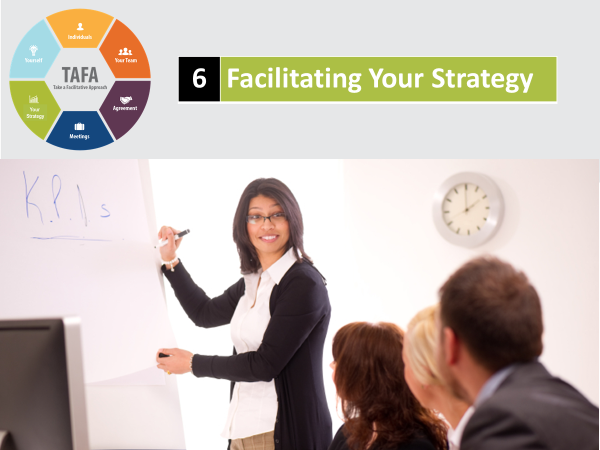 Individuals
Yourself
Your Team
TAFA
Take a Facilitative Approach
Your
Strategy
Agreement
Meetings
6 Facilitating Your Strategy
K.P.I.s